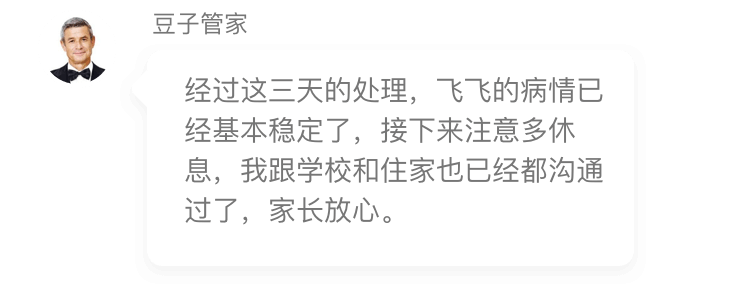 豆子管家
经过这三天的处理，飞飞的病情已
经基本稳定了，接下来注意多休
息，我跟学校和住家也已经都沟通
过了，家长放心。